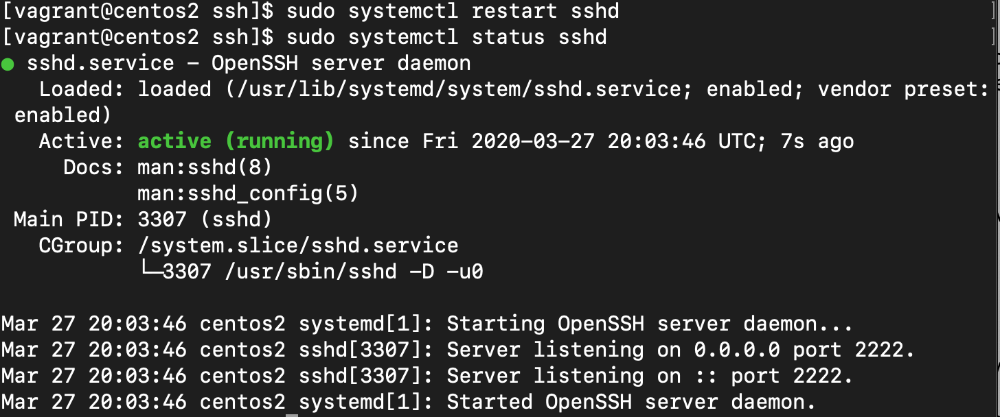 [vagrant@centos2 ssh]$ sudo systemctl restart sshd ]
[vagrant@centos2 ssh]$ sudo systemctl status sshd ]
● sshd.service – OpenSSH server daemon
   Loaded: loaded (/usr/lib/systemd/system/sshd.service; enabled; vendor preset:
 enabled)
   Active: active (running) since Fri 2020-03-27 20:03:46 UTC; 7s ago
     Docs: man:sshd(8)
           man:sshd_config(5)
 Main PID: 3307 (sshd)
   CGroup: /system.slice/sshd.service
           └─3307 /usr/sbin/sshd -D -u0
Mar 27 20:03:46 centos2 systemd[1]: Starting OpenSSH server daemon...
Mar 27 20:03:46 centos2 sshd[3307]: Server listening on 0.0.0.0 port 2222.
Mar 27 20:03:46 centos2 sshd[3307]: Server listening on :: port 2222.
Mar 27 20:03:46 centos2 systemd[1]: Started OpenSSH server daemon.